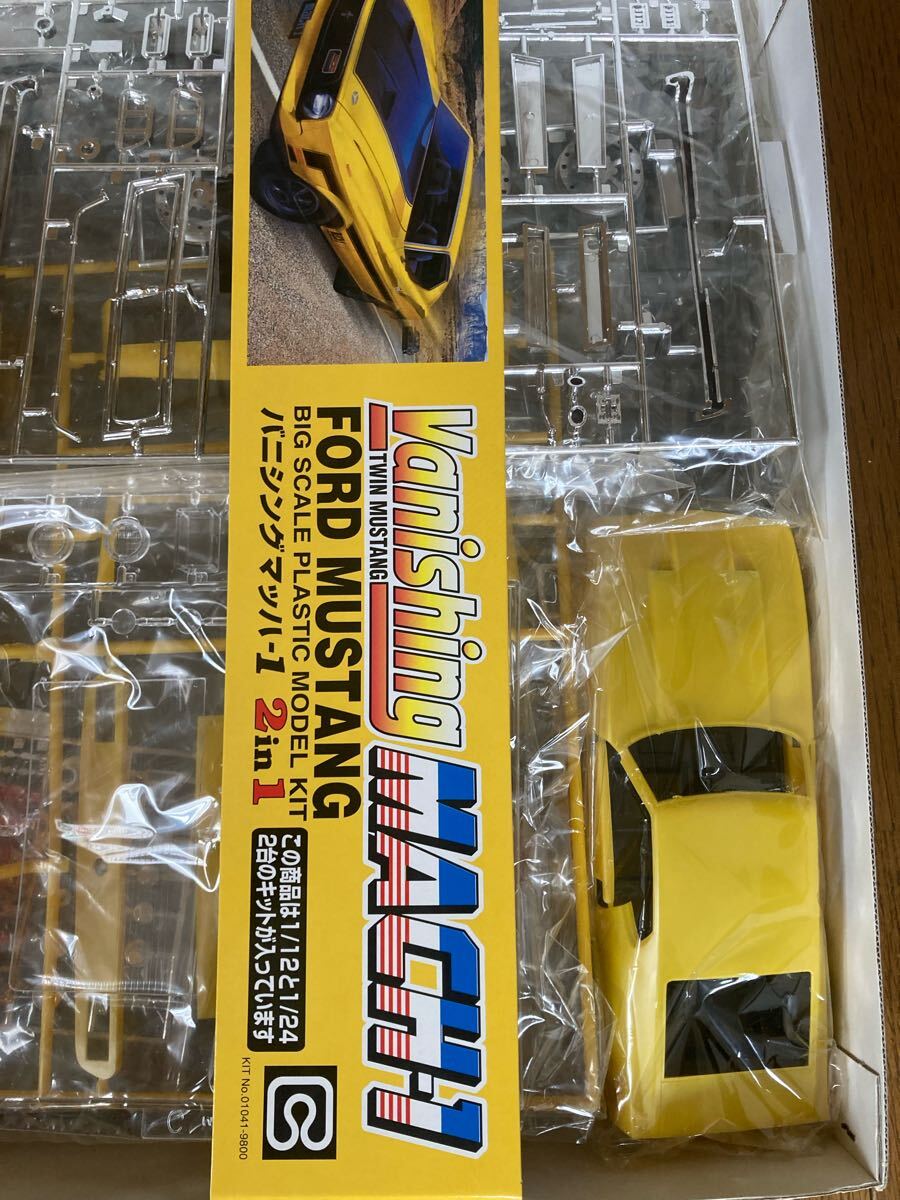 Vanishing MACH-1
TWIN MUSTANG
FORD MUSTANG
BIG SCALE PLASTIC MODEL KIT
バニシングマッハ-1 2in1
この商品は1/12と1/24
2台のキットが入っています
KIT No.01041-9800